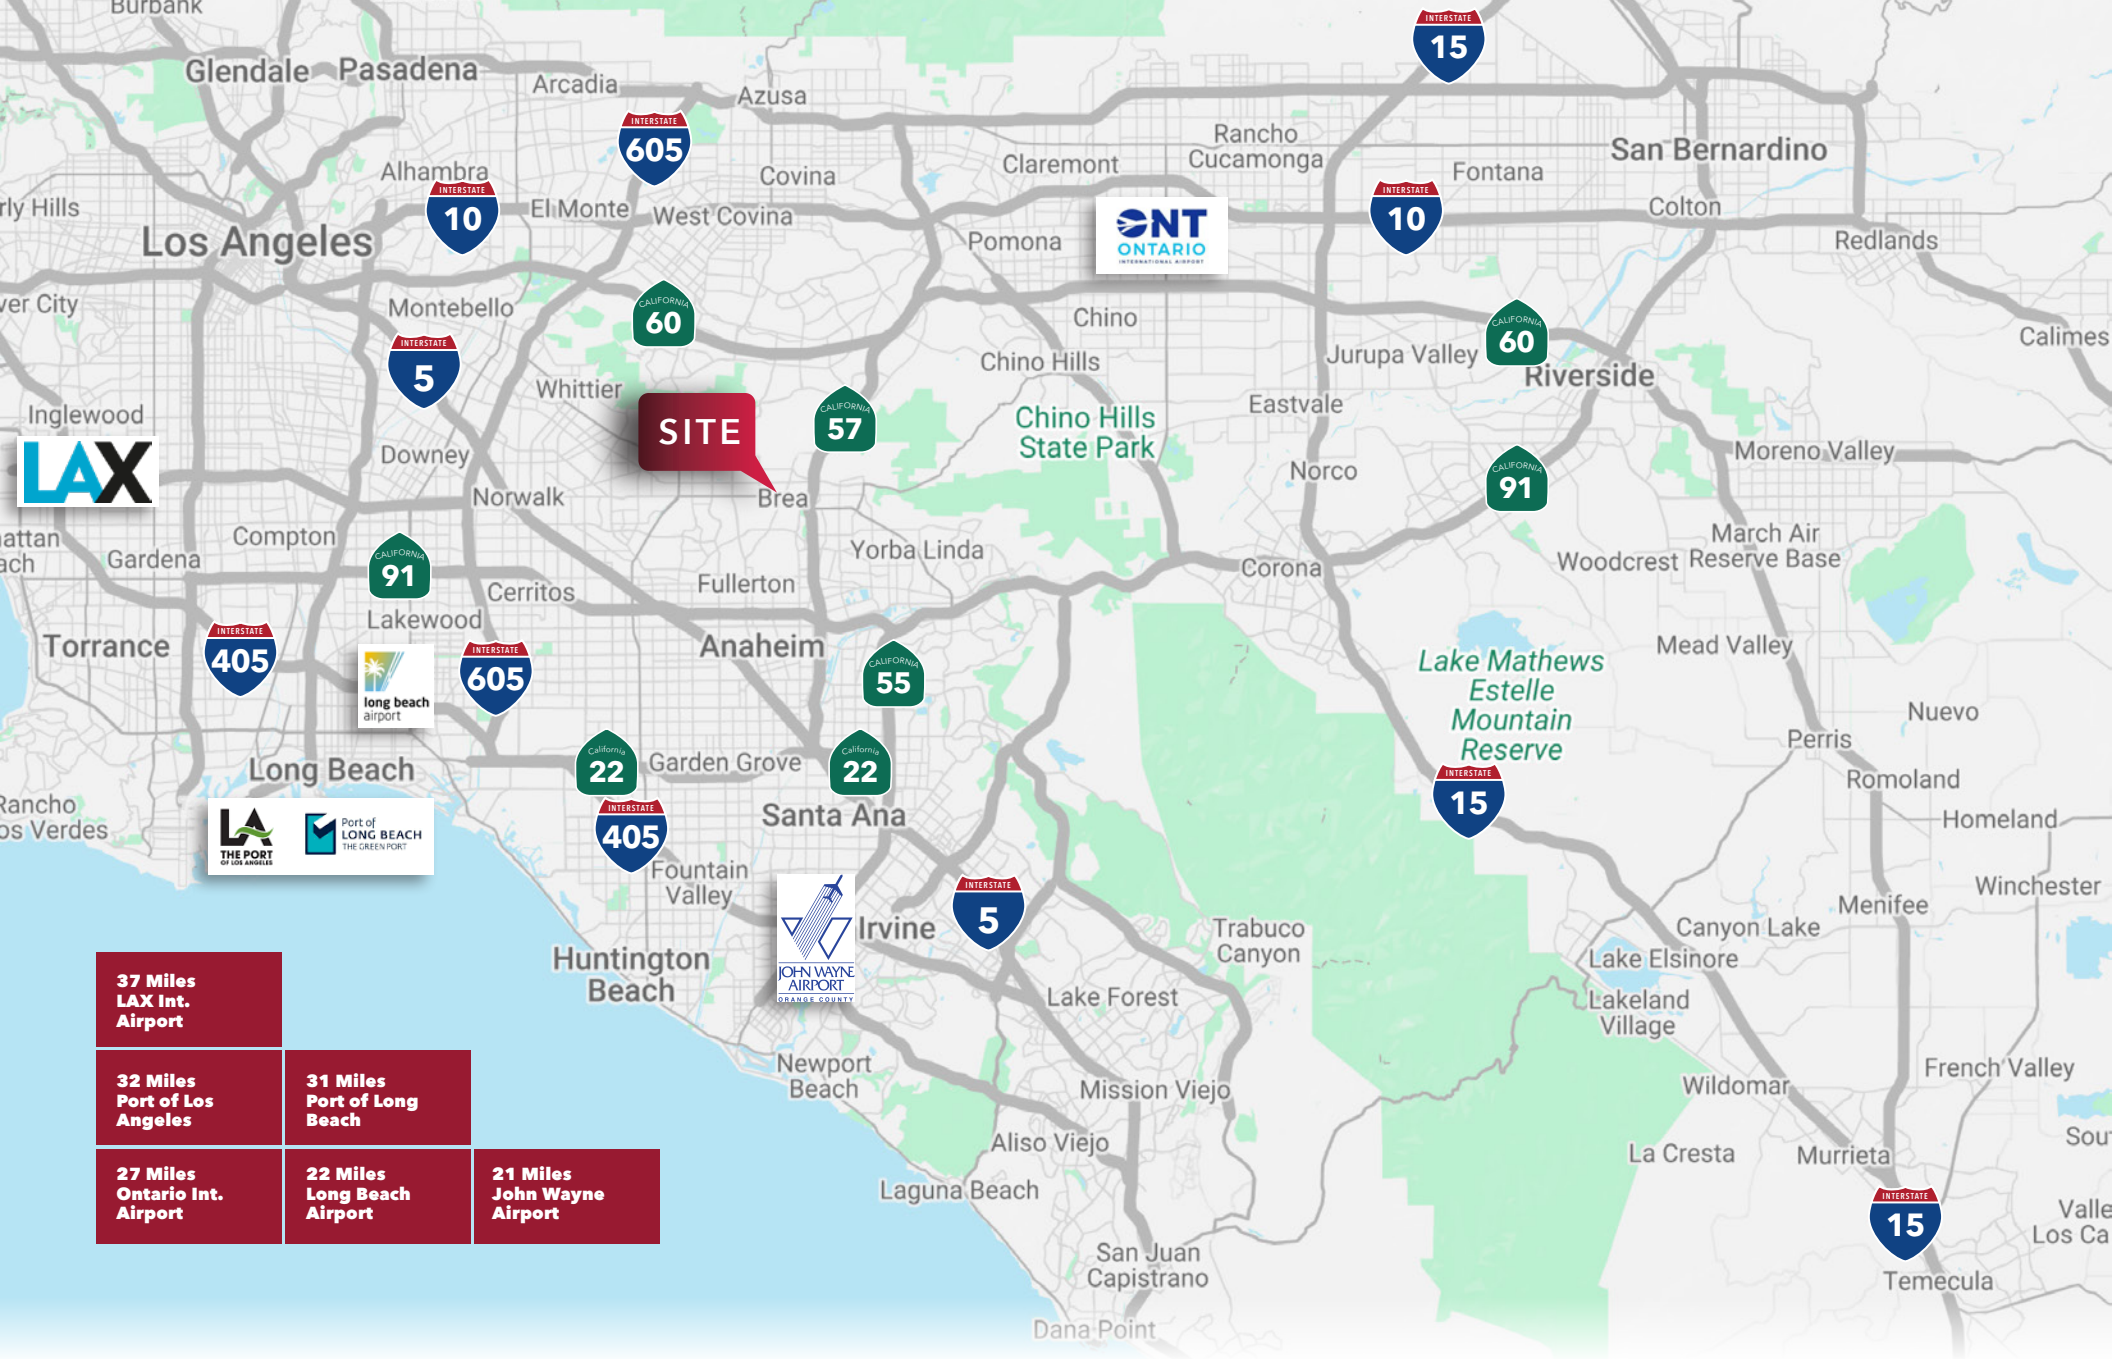 Burbank
INTERSTATE
15
Glendale
Pasadena
Arcadia
Azusa
INTERSTATE
605
Rancho
Cucamonga
San Bernardino
Claremont
Alhambra
Covina
Fontana
INTERSTATE
10
INTERSTATE
10
rly Hills
El Monte
West Covina
Colton
ONT
ONTARIO
INTERNATIONAL AIRPORT
Los Angeles
Pomona
Redlands
ver City
Montebello
CALIFORNIA
60
Chino
CALIFORNIA
60
Calimes
INTERSTATE
5
Chino Hills
Jurupa Valley
Riverside
Whittier
Inglewood
SITE
CALIFORNIA
57
Chino Hills
State Park
Eastvale
LAX
Downey
Norco
Moreno Valley
CALIFORNIA
91
Norwalk
Brea
attan
ach
Gardena
Compton
CALIFORNIA
91
Yorba Linda
March Air
Reserve Base
Woodcrest
Corona
Cerritos
Fullerton
Lakewood
Torrance
INTERSTATE
405
Anaheim
Mead Valley
long beach
airport
INTERSTATE
605
CALIFORNIA
55
Lake Mathews
Estelle
Mountain
Reserve
Nuevo
Perris
Long Beach
California
22
Garden Grove
California
22
INTERSTATE
15
Romoland
Rancho
os Verdes
LA
THE PORT
OF LOS ANGELES
Port of
LONG BEACH
THE GREEN PORT
INTERSTATE
405
Santa Ana
Homeland
Fountain
Valley
INTERSTATE
5
Winchester
Menifee
Irvine
Trabuco
Canyon
Canyon Lake
Lake Elsinore
Huntington
Beach
JOHN WAYNE
AIRPORT
ORANGE COUNTY
Lake Forest
Lakeland
Village
37 Miles
LAX Int.
Airport
Newport
Beach
Mission Viejo
French Valley
Wildomar
32 Miles
Port of Los
Angeles
31 Miles
Port of Long
Beach
Aliso Viejo
La Cresta
Murrieta
Sou
27 Miles
Ontario Int.
Airport
22 Miles
Long Beach
Airport
21 Miles
John Wayne
Airport
Laguna Beach
INTERSTATE
15
Valle
Los Ca
San Juan
Capistrano
Temecula
Dana Point